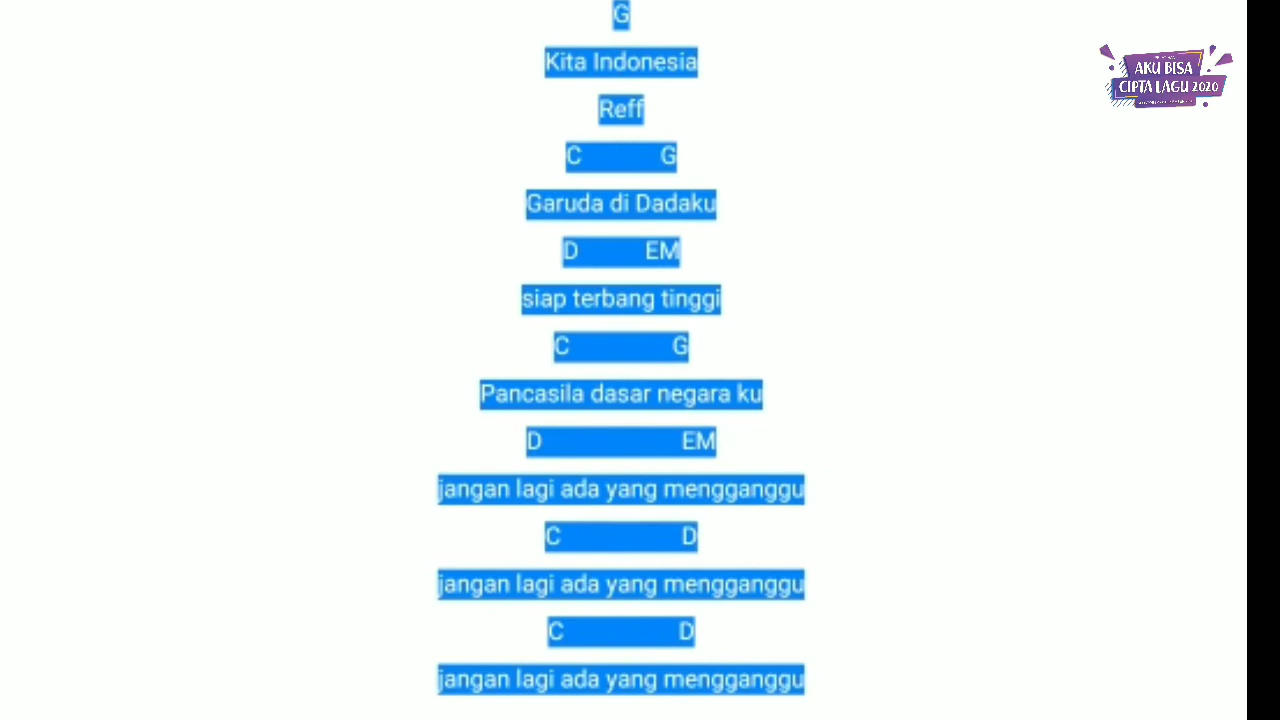 G
Kita Indonesia
Reff
C G
Garuda di Dadaku
D EM
siap terbang tinggi
C G
Pancasila dasar negara ku
D EM
jangan lagi ada yang mengganggu
C D
jangan lagi ada yang mengganggu
C D
jangan lagi ada yang mengganggu
AKU BISA
CIPTA LAGU 2020